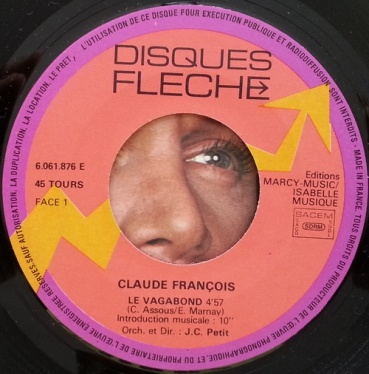 DISQUES
FLECHE
6.061.876 E
45 TOURS
FACE 1
Editions
MARCY-MUSIC/
ISABELLE
MUSIQUE
SACEM
SDRM
CLAUDE FRANÇOIS
LE VAGABOND 4'57
(C. Assous/E. Marnay)
Introduction musicale : 10"
Orch. et Dir. : J.C. Petit
L'UTILISATION DE CE DISQUE POUR EXECUTION PUBLIQUE ET RADIODIFFUSION SONT INTERDITS - MADE IN FRANCE. TOUS DROITS DU PRODUCTEUR DE L'ŒUVRE PHONOGRAPHIQUE ET DU PROPRIETAIRE DE L'ŒUVRE ENREGISTREE RESERVES SAUF AUTORISATION. LA DUPLICATION, LA LOCATION, LE PRET,